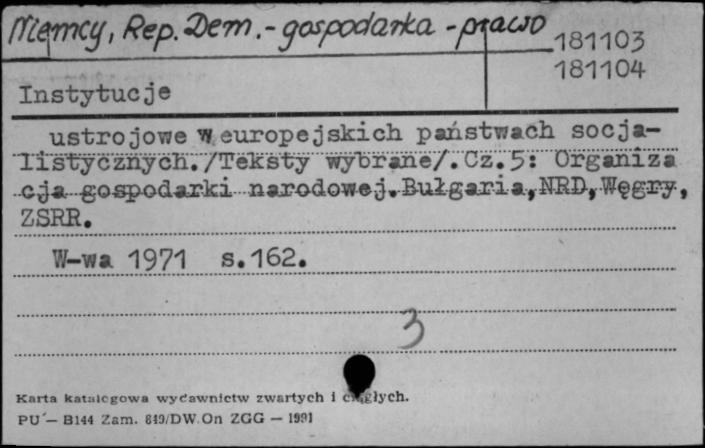 Niemcy, Rep. Dem. - gospodarka - prawo
181103
181104
Instytucje
ustrojowe w europejskich państwach socja-
listycznych./Teksty wybrane/.Cz.5: Organiza
cja gospodarki narodowej.Bułgaria,NRD,Węgry,
ZSRR.
W-wa 1971 s.162.
3
Karta katalogowa wydawnictw zwartych i ciągłych.
PU — B144 Zam. 849/DW.On ZGG — 1991